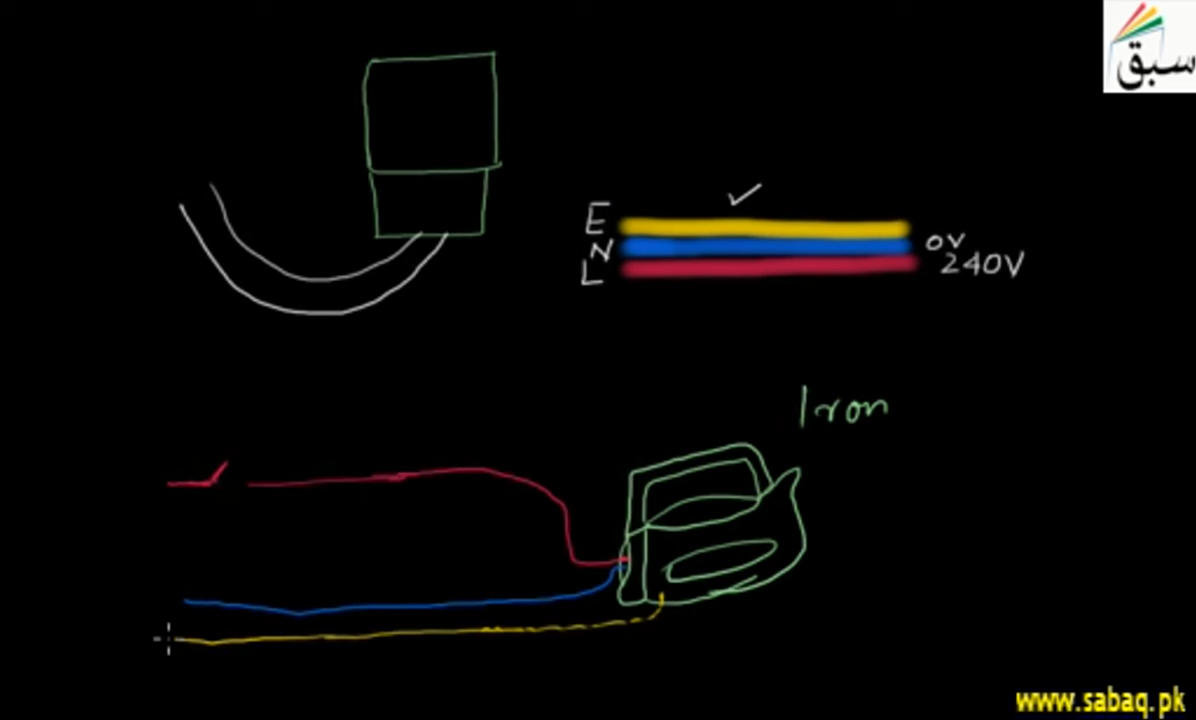 سبق
E
N 0V
L 240V
Iron
www.sabaq.pk